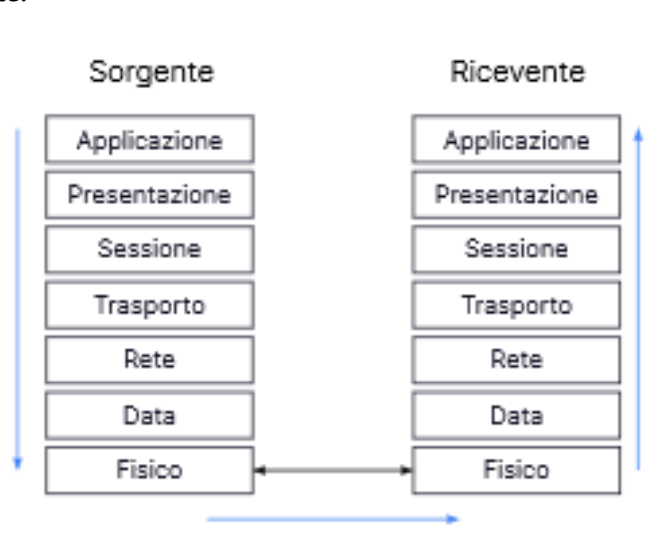 Sorgente
Ricevente
Applicazione
Applicazione
Presentazione
Presentazione
Sessione
Sessione
Trasporto
Trasporto
Rete
Rete
Data
Data
Fisico
Fisico